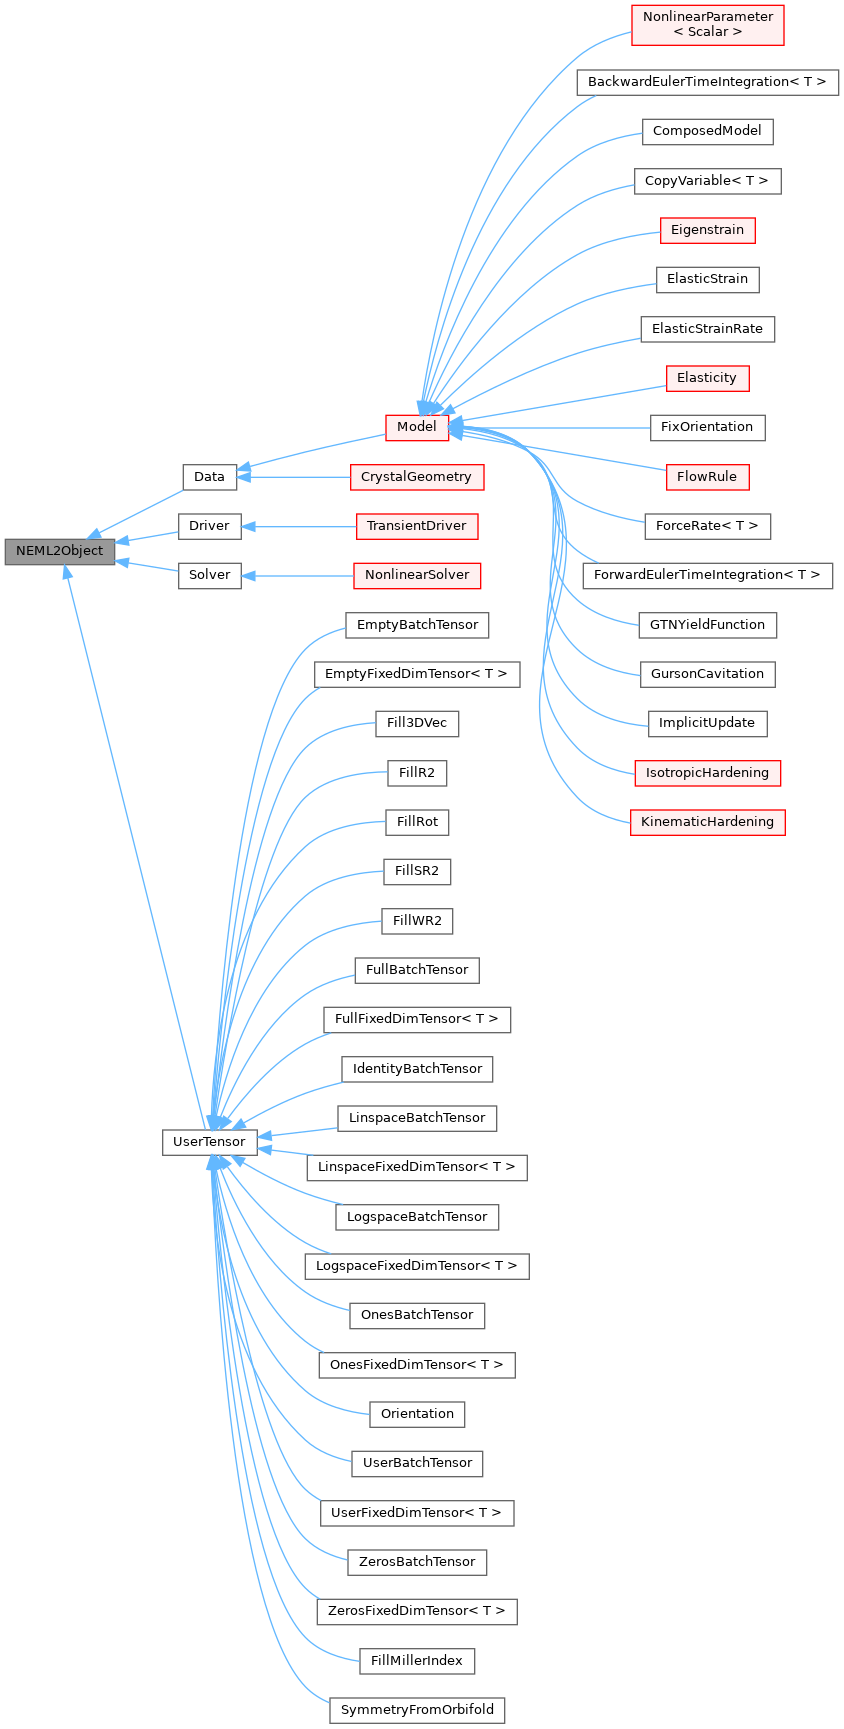 NonlinearParameter
< Scalar >
BackwardEulerTimeIntegration< T >
ComposedModel
CopyVariable< T >
Eigenstrain
ElasticStrain
ElasticStrainRate
Elasticity
Model
FixOrientation
Data
CrystalGeometry
FlowRule
Driver
TransientDriver
ForceRate< T >
NEML2Object
Solver
NonlinearSolver
ForwardEulerTimeIntegration< T >
EmptyBatchTensor
GTNYieldFunction
EmptyFixedDimTensor< T >
GursonCavitation
Fill3DVec
ImplicitUpdate
FillR2
IsotropicHardening
FillRot
KinematicHardening
FillSR2
FillWR2
FullBatchTensor
FullFixedDimTensor< T >
IdentityBatchTensor
LinspaceBatchTensor
UserTensor
LinspaceFixedDimTensor< T >
LogspaceBatchTensor
LogspaceFixedDimTensor< T >
OnesBatchTensor
OnesFixedDimTensor< T >
Orientation
UserBatchTensor
UserFixedDimTensor< T >
ZerosBatchTensor
ZerosFixedDimTensor< T >
FillMillerIndex
SymmetryFromOrbifold